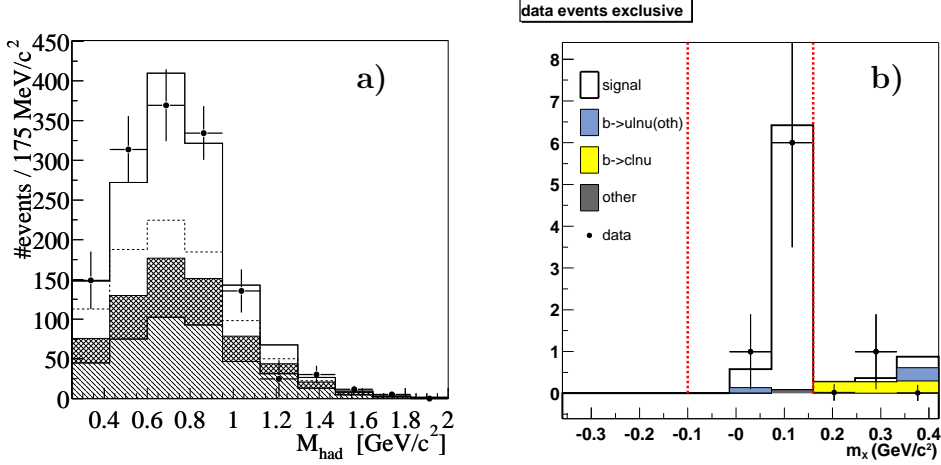 data events exclusive
#events / 175 MeV/c²
450
400
350
300
250
200
150
100
50
0
a)
0.4 0.6 0.8 1 1.2 1.4 1.6 1.8 2
M_had [GeV/c²]
b)
8
7
6
5
4
3
2
1
0
signal
b->ulnu(oth)
b->clnu
other
data
-0.3 -0.2 -0.1 -0 0.1 0.2 0.3 0.4
m_x (GeV/c²)